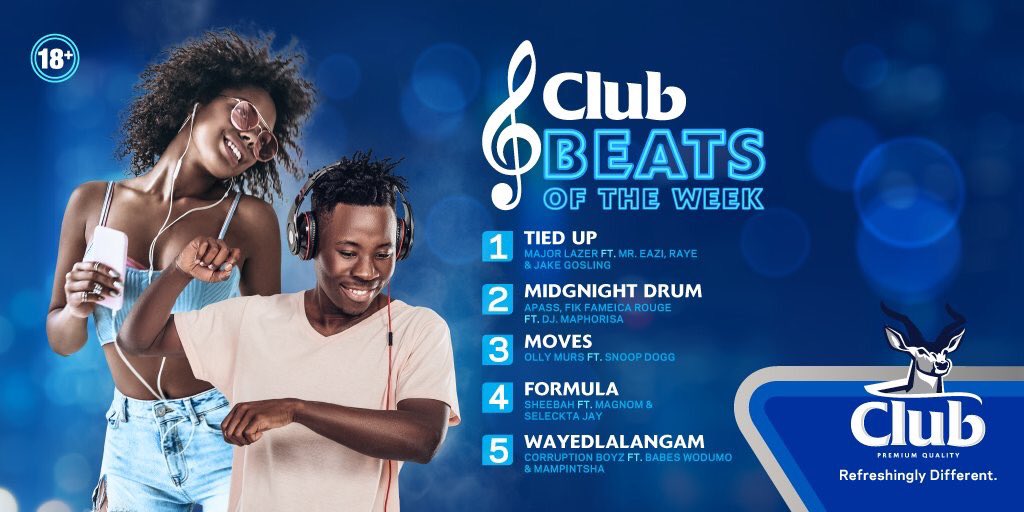 18+
Club
BEATS
OF THE WEEK
1 TIED UP
MAJOR LAZER FT. MR. EAZI, RAYE
& JAKE GOSLING
2 MIDGNIGHT DRUM
APASS, FIK FAMEICA ROUGE
FT. DJ. MAPHORISA
3 MOVES
OLLY MURS FT. SNOOP DOGG
4 FORMULA
SHEEBAH FT. MAGNOM &
SELECKTA JAY
5 WAYEDLALANGAM
CORRUPTION BOYZ FT. BABES WODUMO
& MAMPINTSHA
Club
PREMIUM QUALITY
Refreshingly Different.